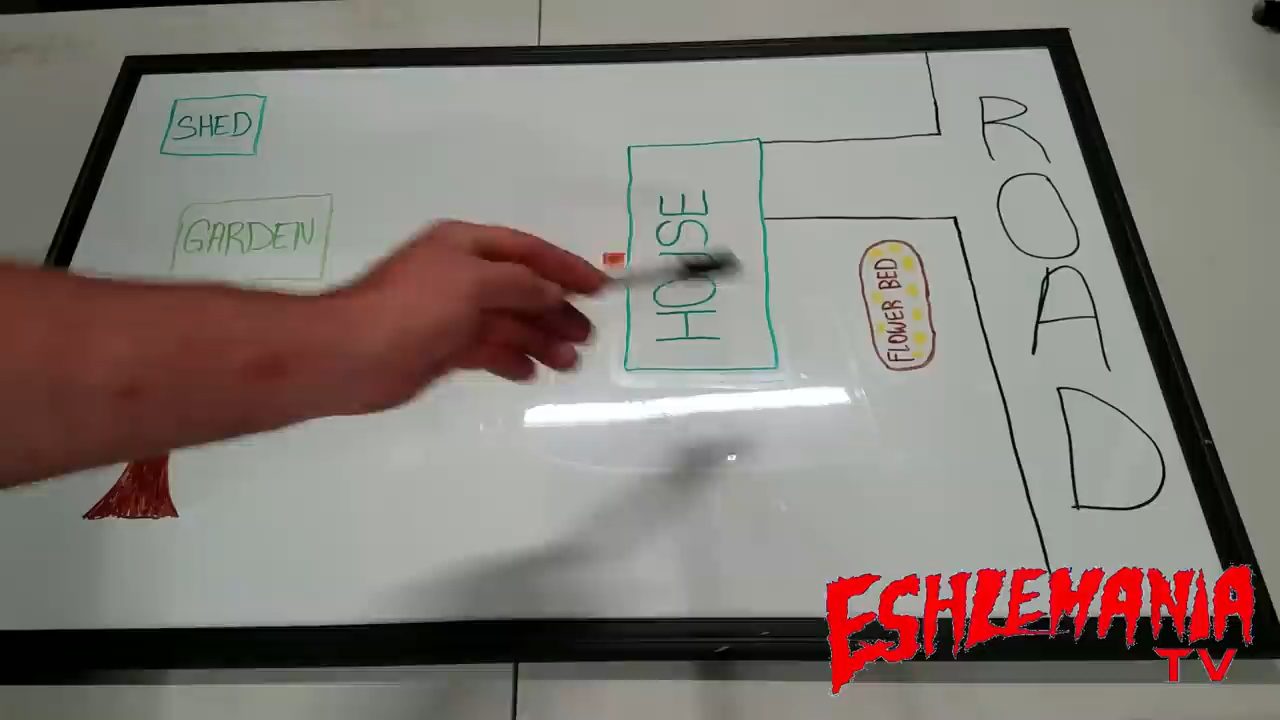 SHED
GARDEN
HOUSE
FLOWER BED
ROAD
ESHLEMANIA
TV